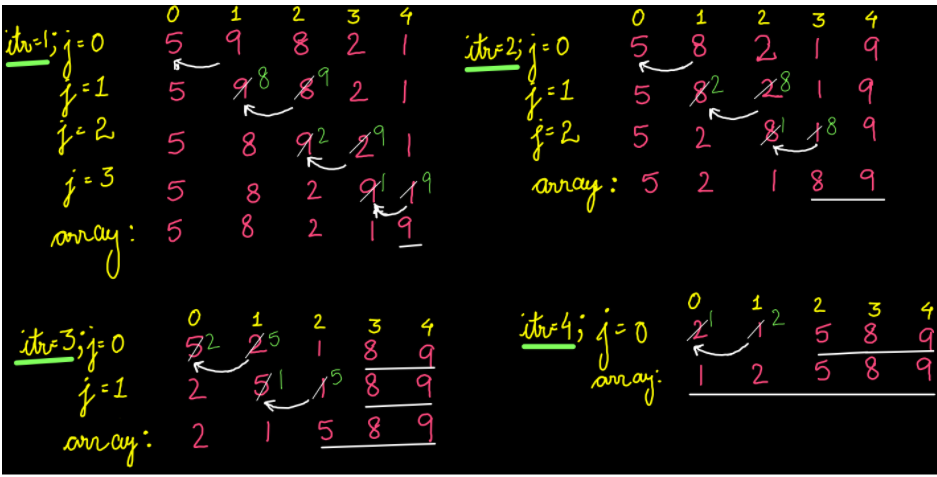 0 1 2 3 4
itr=1; j=0 5 9 8 2 1
j=1 5 9 8 8 9 2 1
j=2 5 8 9 2 2 9 1
j=3 5 8 2 9 1 1 9
array: 5 8 2 1 9
0 1 2 3 4
itr=2; j=0 5 8 2 1 9
j=1 5 8 2 2 8 1 9
j=2 5 2 8 1 1 8 9
array: 5 2 1 8 9
0 1 2 3 4
itr=3; j=0 5 2 2 5 1 8 9
j=1 2 5 1 1 5 8 9
array: 2 1 5 8 9
0 1 2 3 4
itr=4; j=0 2 1 1 2 5 8 9
array: 1 2 5 8 9